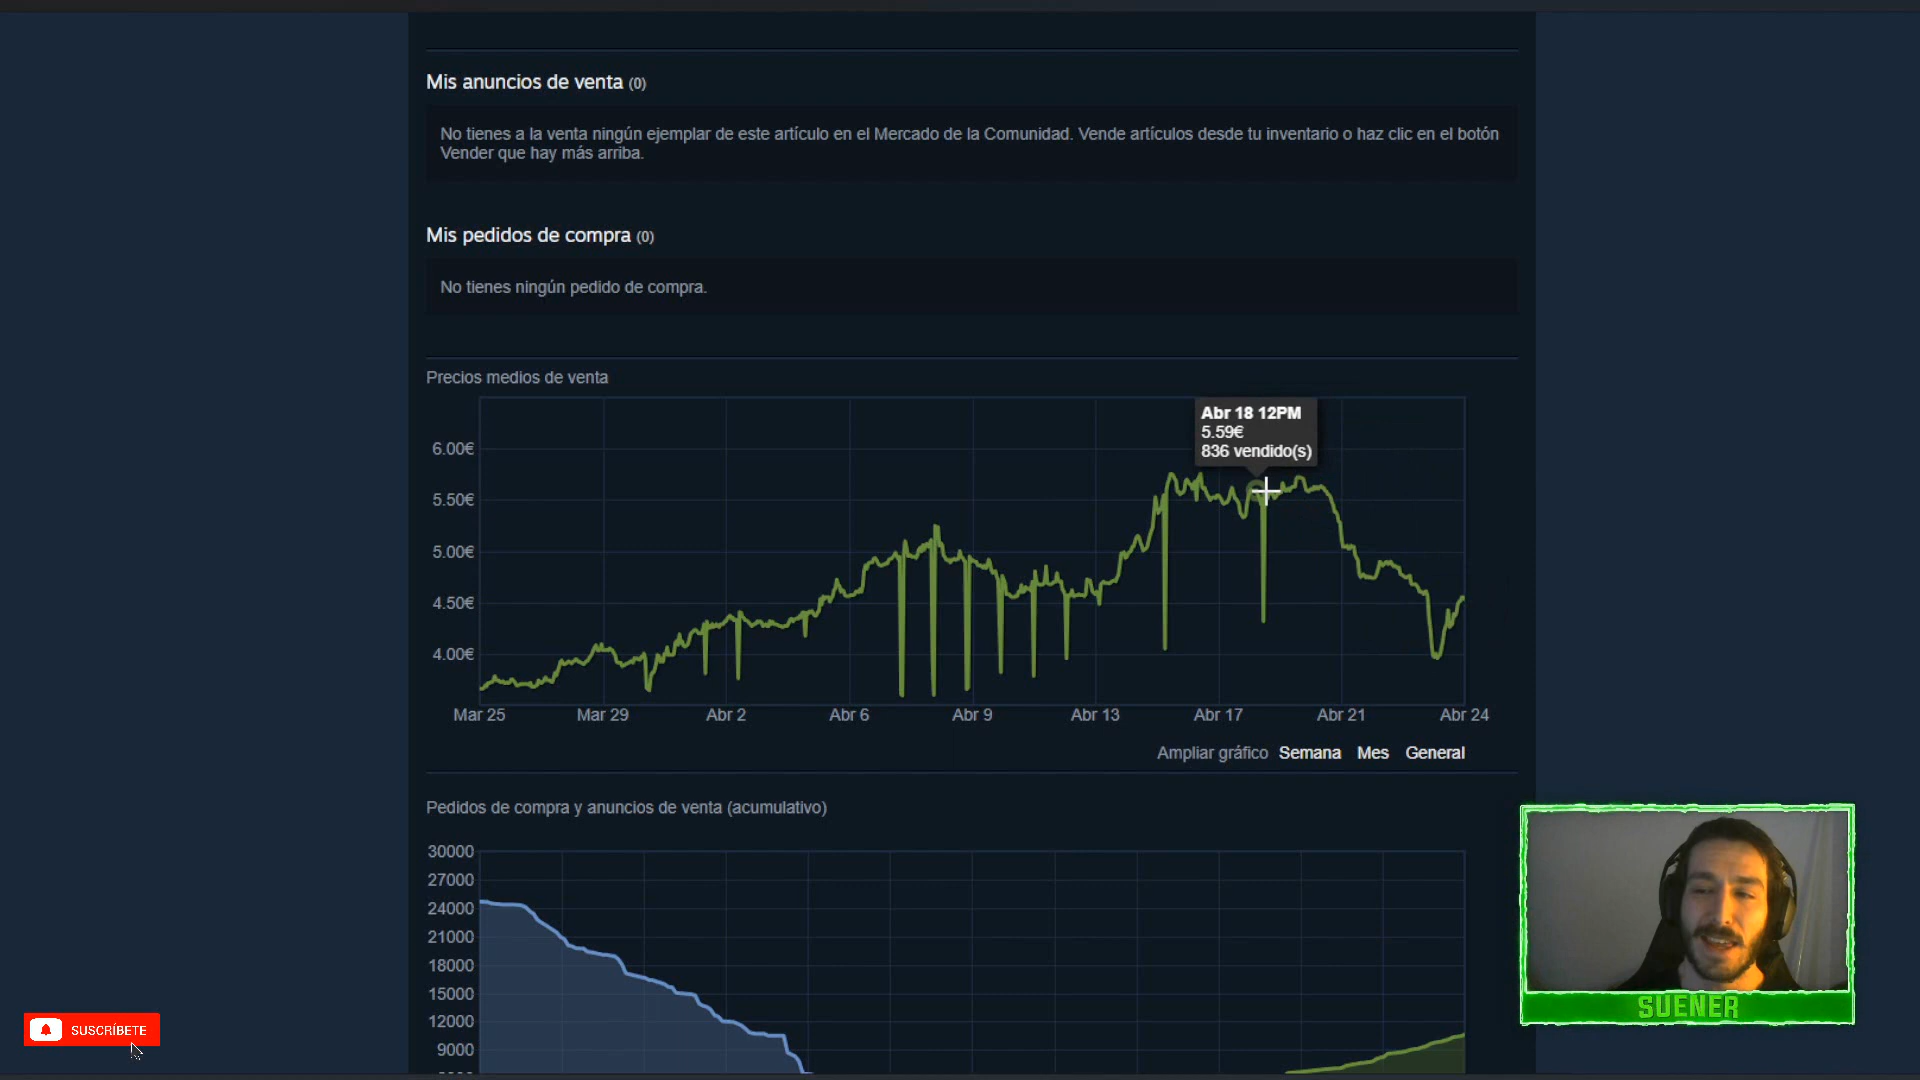 Mis anuncios de venta (0)
No tienes a la venta ningún ejemplar de este artículo en el Mercado de la Comunidad. Vende artículos desde tu inventario o haz clic en el botón
Vender que hay más arriba.
Mis pedidos de compra (0)
No tienes ningún pedido de compra.
Precios medios de venta
Abr 18 12PM
5.59€
836 vendido(s)
6.00€
5.50€
5.00€
4.50€
4.00€
Mar 25 Mar 29 Abr 2 Abr 6 Abr 9 Abr 13 Abr 17 Abr 21 Abr 24
Ampliar gráfico Semana Mes General
Pedidos de compra y anuncios de venta (acumulativo)
30000
27000
24000
21000
18000
15000
12000
9000
SUSCRÍBETE
SUENER